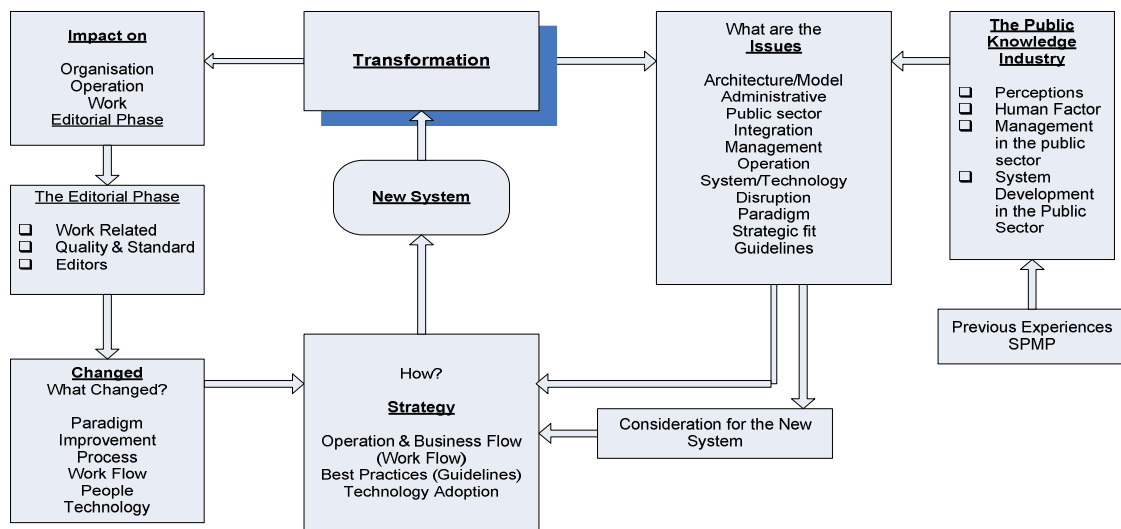 Impact on
Organisation
Operation
Work
Editorial Phase
Transformation
What are the
Issues
Architecture/Model
Administrative
Public sector
Integration
Management
Operation
System/Technology
Disruption
Paradigm
Strategic fit
Guidelines
The Public
Knowledge
Industry
Perceptions
Human Factor
Management
in the public
sector
System
Development
in the Public
Sector
The Editorial Phase
Work Related
Quality & Standard
Editors
New System
Previous Experiences
SPMP
Changed
What Changed?
Paradigm
Improvement
Process
Work Flow
People
Technology
How?
Strategy
Operation & Business Flow
(Work Flow)
Best Practices (Guidelines)
Technology Adoption
Consideration for the New
System